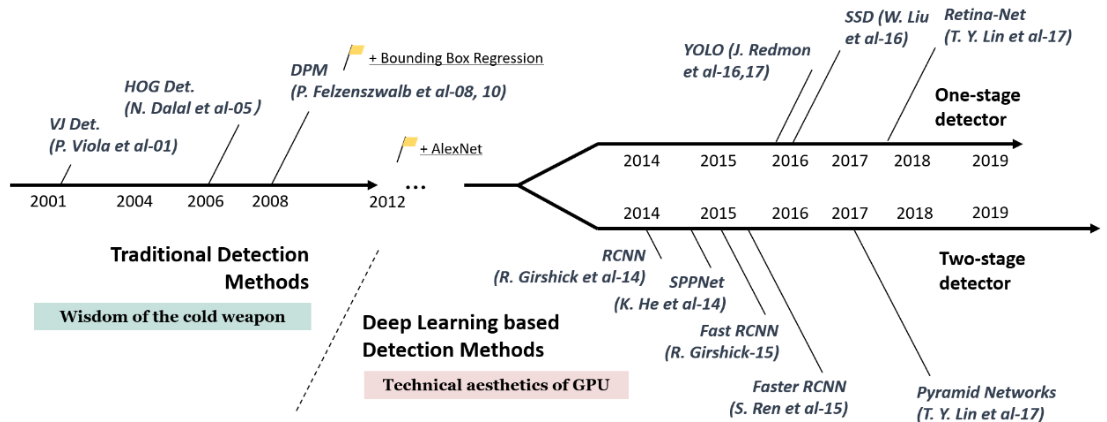 VJ Det.
(P. Viola et al-01)
HOG Det.
(N. Dalal et al-05)
DPM
(P. Felzenszwalb et al-08, 10)
+ Bounding Box Regression
+ AlexNet
...
2001
2004
2006
2008
2012
Traditional Detection
Methods
Wisdom of the cold weapon
Deep Learning based
Detection Methods
Technical aesthetics of GPU
YOLO (J. Redmon
et al-16,17)
SSD (W. Liu
et al-16)
Retina-Net
(T. Y. Lin et al-17)
One-stage
detector
2014
2015
2016
2017
2018
2019
2014
2015
2016
2017
2018
2019
Two-stage
detector
RCNN
(R. Girshick et al-14)
SPPNet
(K. He et al-14)
Fast RCNN
(R. Girshick-15)
Faster RCNN
(S. Ren et al-15)
Pyramid Networks
(T. Y. Lin et al-17)